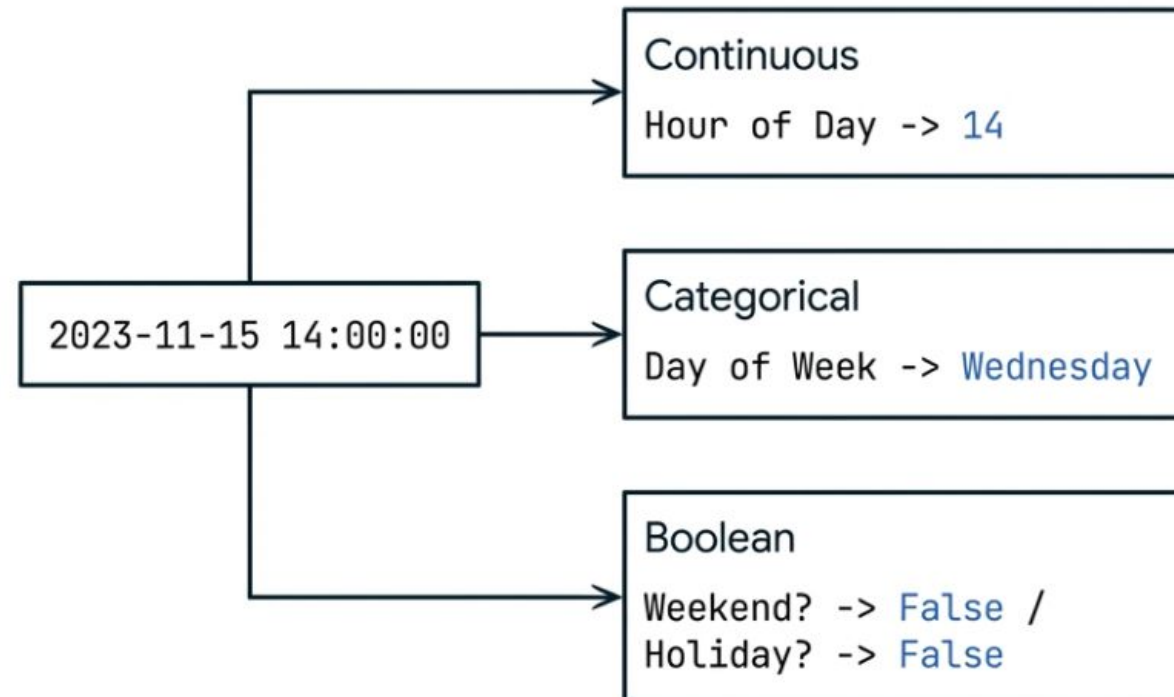 Continuous
Hour of Day -> 14
2023-11-15 14:00:00
Categorical
Day of Week -> Wednesday
Boolean
Weekend? -> False /
Holiday? -> False